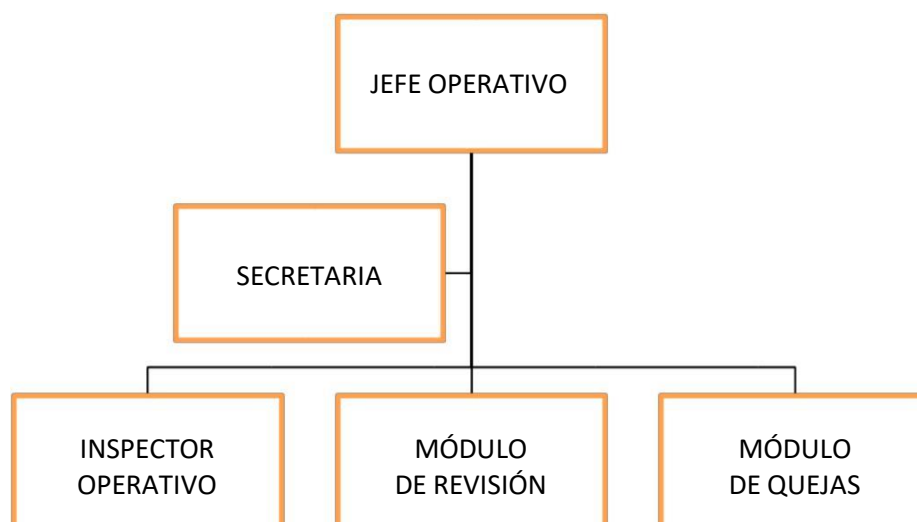 JEFE OPERATIVO
SECRETARIA
INSPECTOR
OPERATIVO
MÓDULO
DE REVISIÓN
MÓDULO
DE QUEJAS